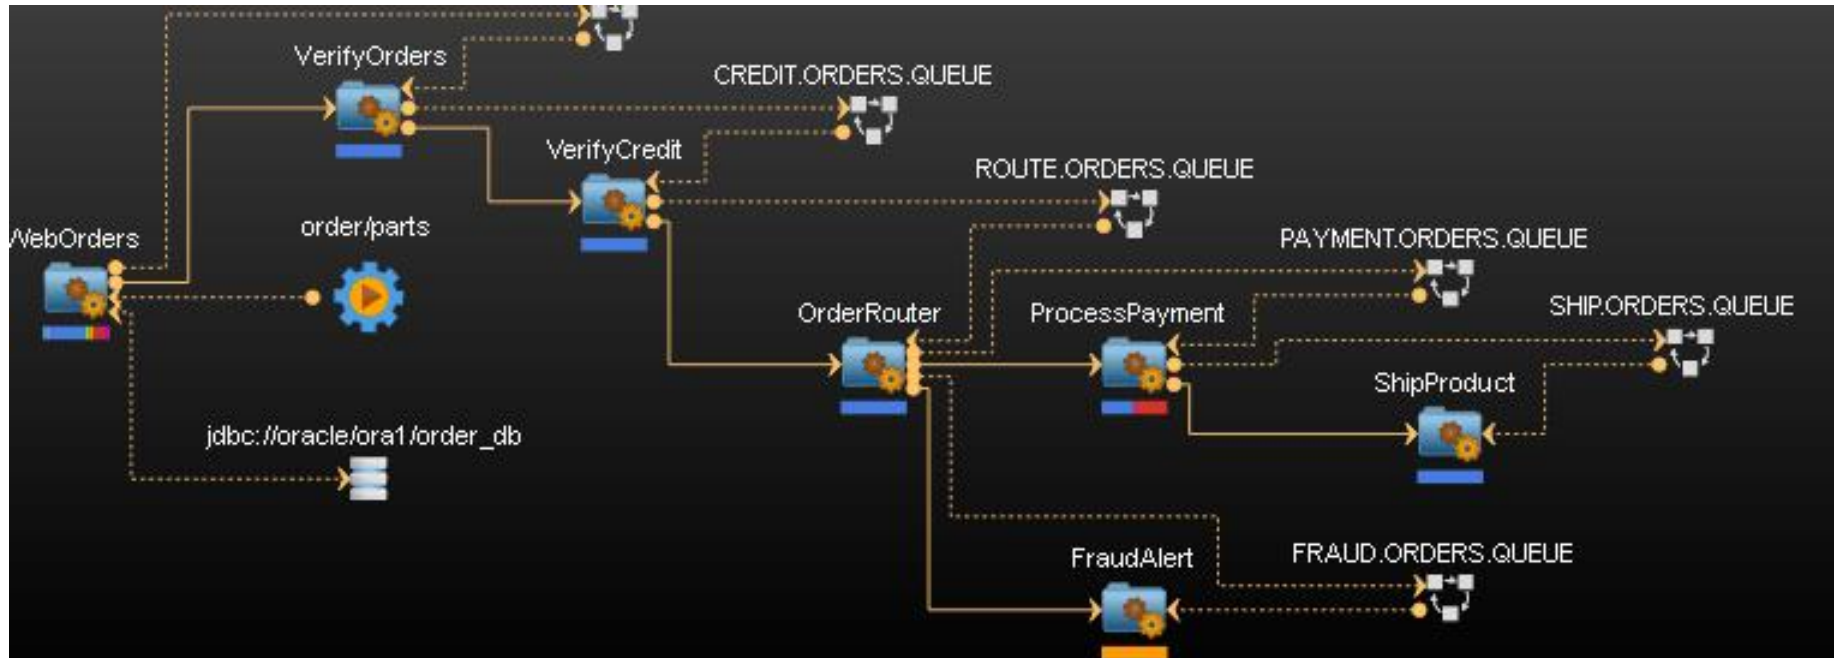 VerifyOrders
CREDIT.ORDERS.QUEUE
VerifyCredit
ROUTE.ORDERS.QUEUE
WebOrders
order/parts
PAYMENT.ORDERS.QUEUE
OrderRouter
ProcessPayment
SHIP.ORDERS.QUEUE
ShipProduct
jdbc://oracle/ora1/order_db
FraudAlert
FRAUD.ORDERS.QUEUE